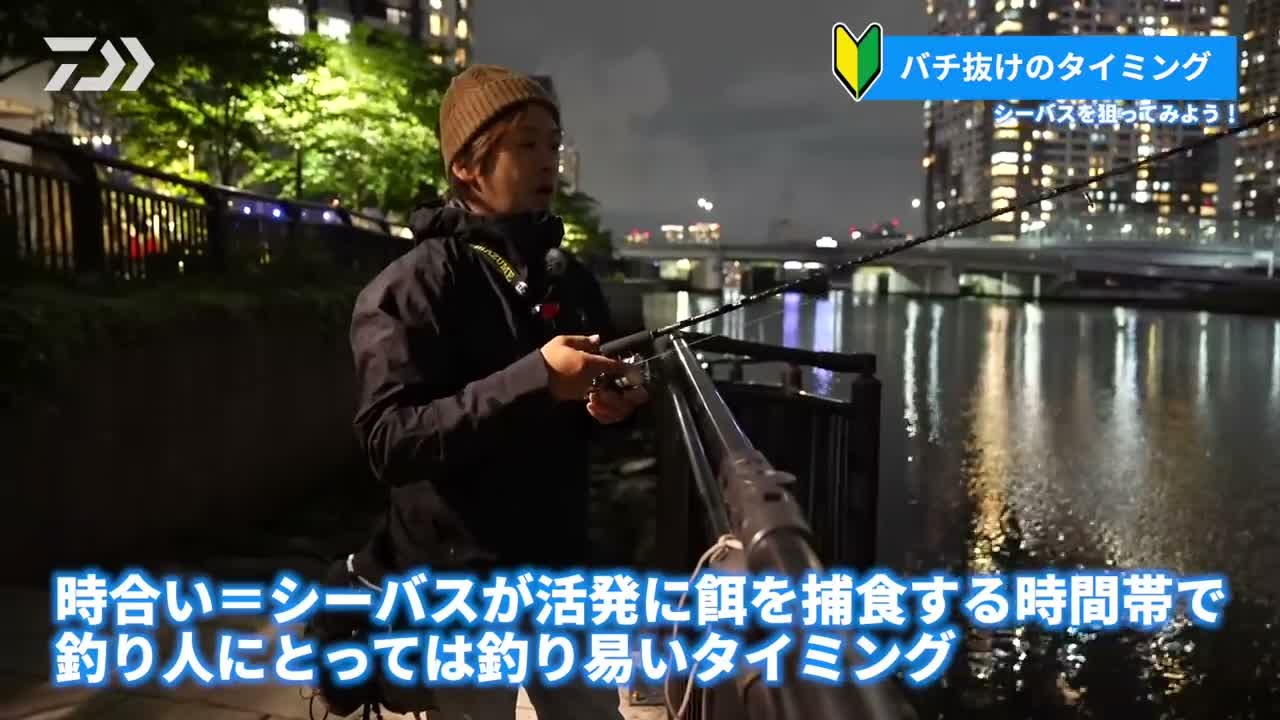 バチ抜けのタイミング
シーバスを狙ってみよう！
時合い＝シーバスが活発に餌を捕食する時間帯で
釣り人にとっては釣り易いタイミング